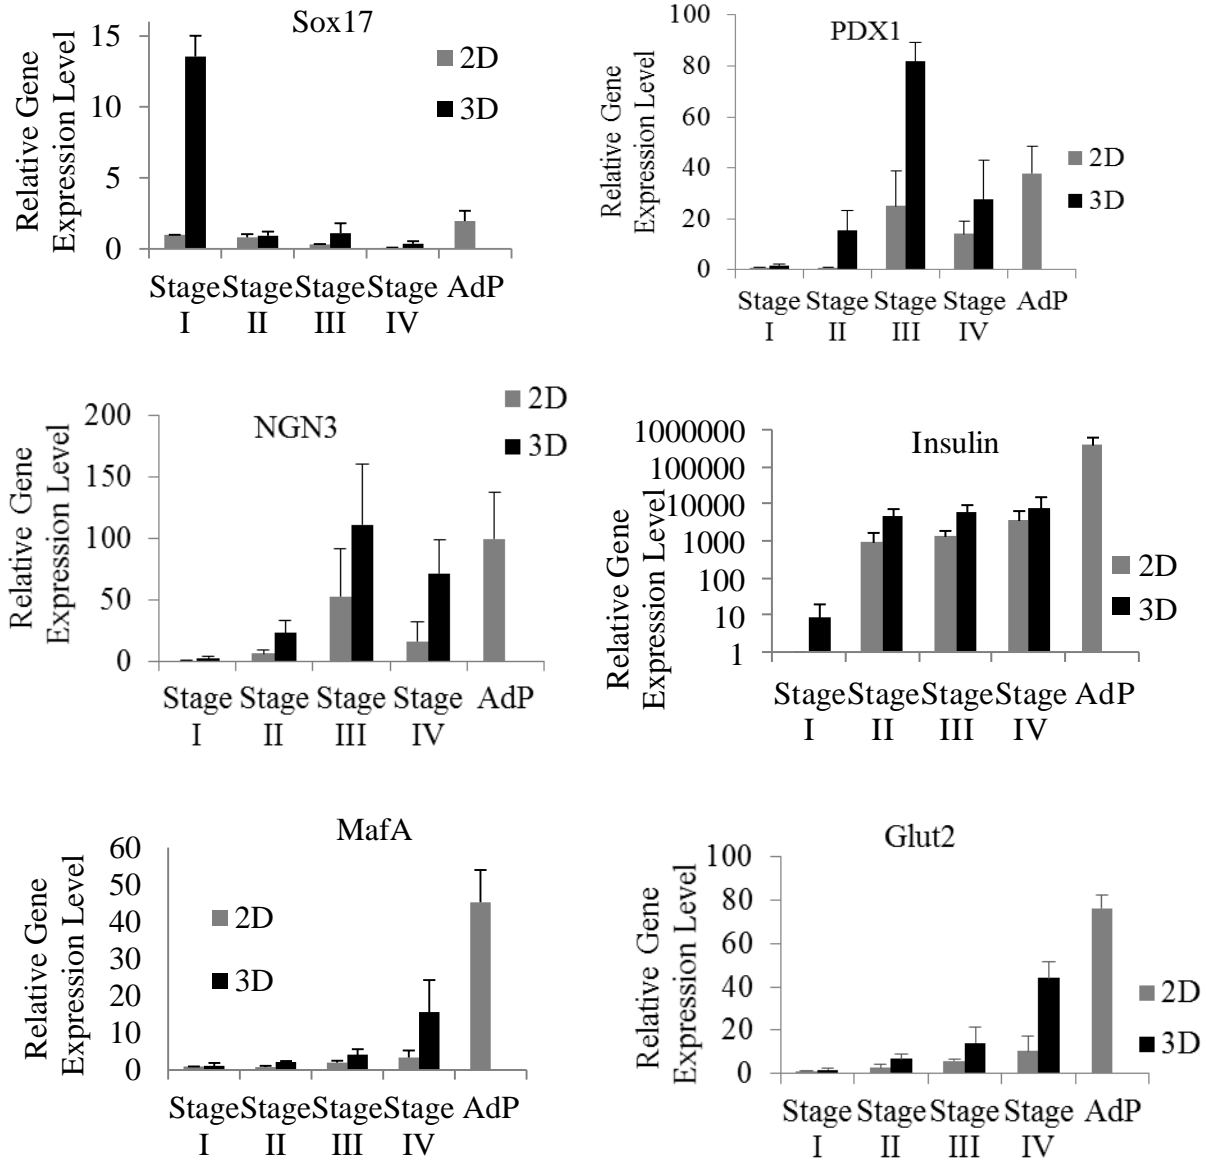 Sox17
Relative Gene
Expression Level
15
10
5
0
2D
3D
Stage Stage Stage Stage AdP
I II III IV
PDX1
Relative Gene
Expression Level
100
80
60
40
20
0
2D
3D
Stage Stage Stage Stage AdP
I II III IV
NGN3
Relative Gene
Expression Level
200
150
100
50
0
2D
3D
Stage Stage Stage Stage AdP
I II III IV
Insulin
Relative Gene
Expression Level
1000000
100000
10000
1000
100
10
1
2D
3D
Stage Stage Stage Stage AdP
I II III IV
MafA
Relative Gene
Expression Level
60
50
40
30
20
10
0
2D
3D
Stage Stage Stage Stage AdP
I II III IV
Glut2
Relative Gene
Expression Level
100
80
60
40
20
0
2D
3D
Stage Stage Stage Stage AdP
I II III IV